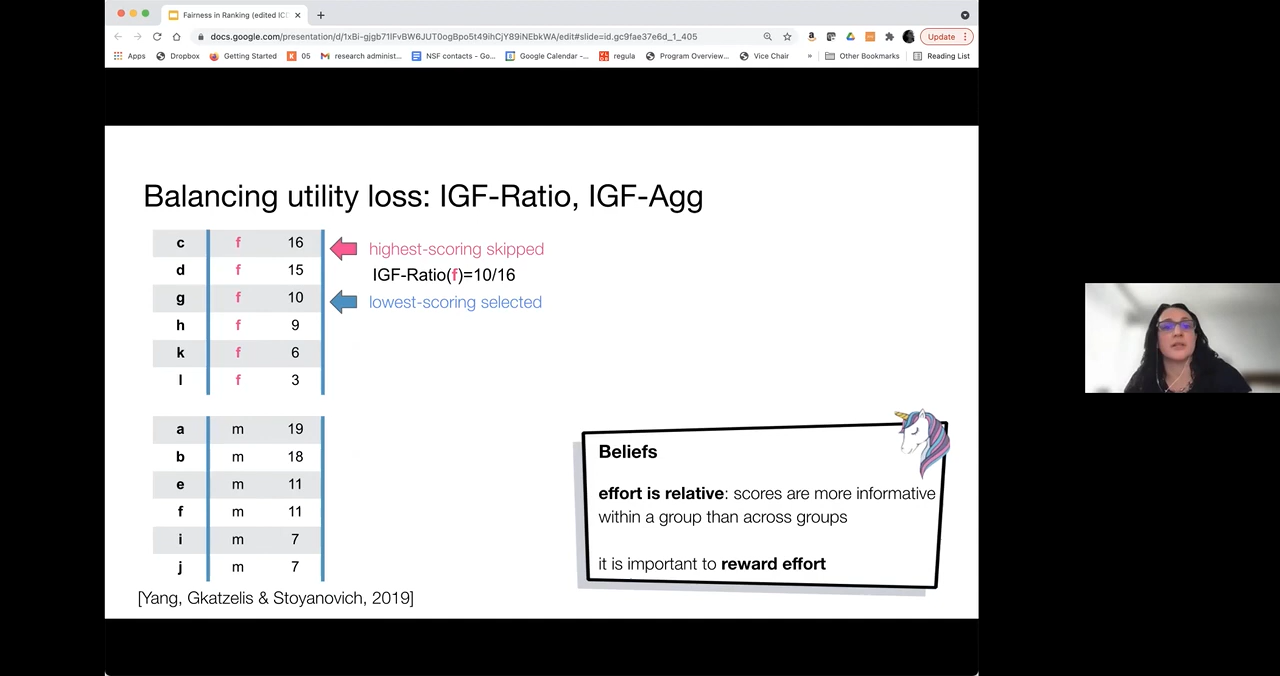 Fairness in Ranking (edited ICI
docs.google.com/presentation/d/1xBi-gjgb71lFvBW6JUT0ogBpo5t49ihCjY89iNEbkWA/edit#slide=id.gc9fae37e6d_1_405
Update
Apps Dropbox Getting Started 05 research administ... NSF contacts - Go... Google Calendar -... regula Program Overview... Vice Chair » Other Bookmarks Reading List
Balancing utility loss: IGF-Ratio, IGF-Agg
c f 16
highest-scoring skipped
d f 15
IGF-Ratio(f)=10/16
g f 10
lowest-scoring selected
h f 9
k f 6
l f 3
a m 19
b m 18
e m 11
f m 11
i m 7
j m 7
Beliefs
effort is relative: scores are more informative
within a group than across groups
it is important to reward effort
[Yang, Gkatzelis & Stoyanovich, 2019]